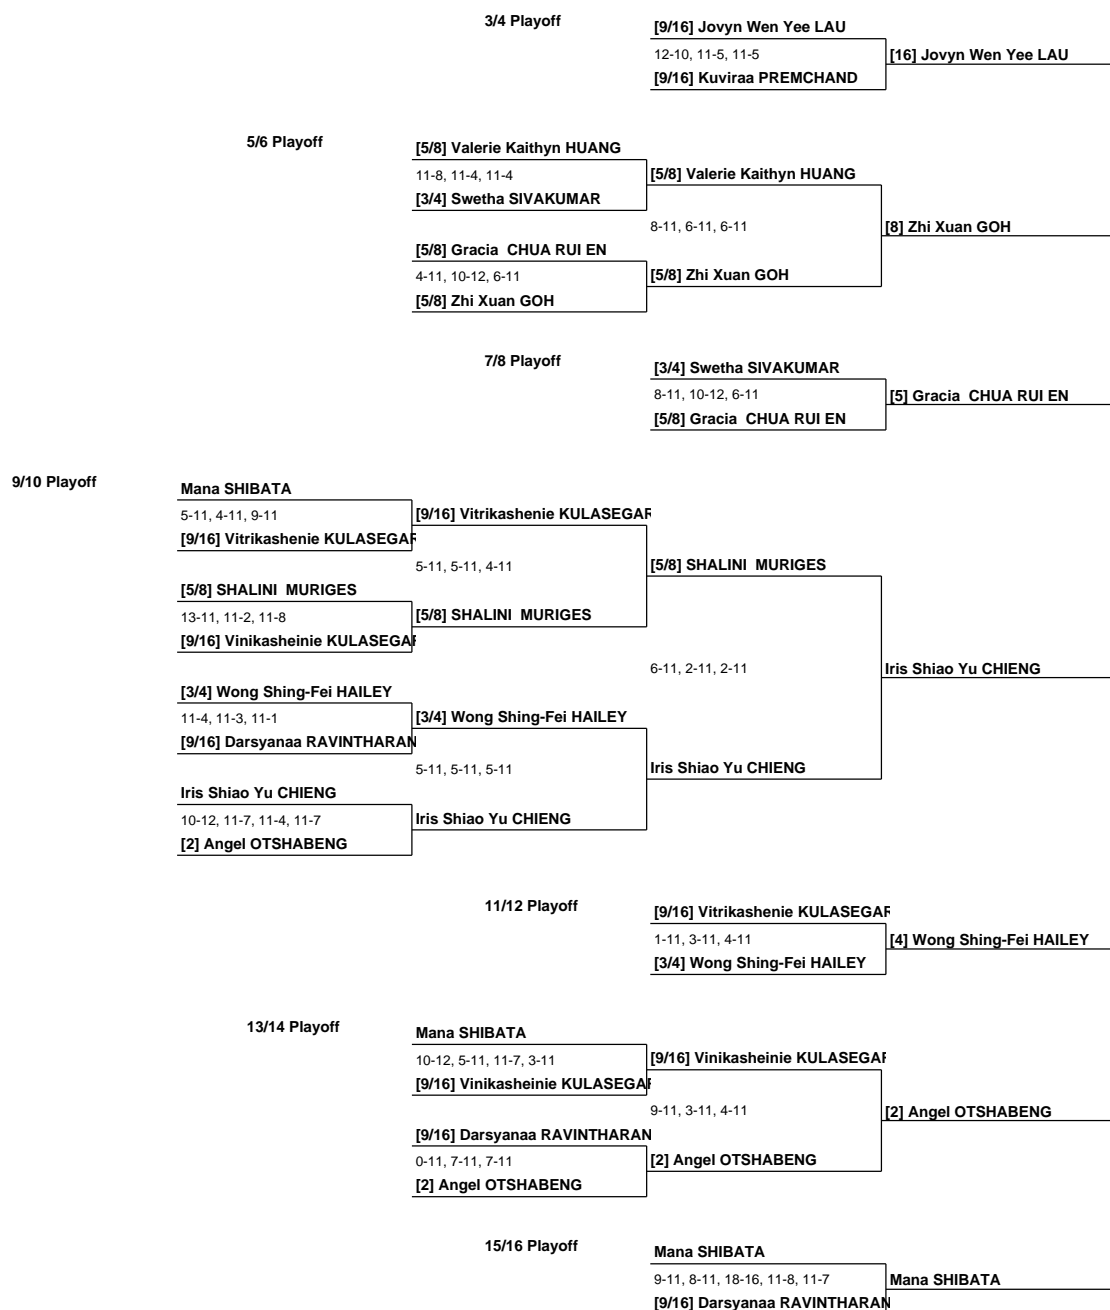 3/4 Playoff
[9/16] Jovyn Wen Yee LAU
12-10, 11-5, 11-5
[16] Jovyn Wen Yee LAU
[9/16] Kuviraa PREMCHAND
5/6 Playoff
[5/8] Valerie Kaithyn HUANG
11-8, 11-4, 11-4
[5/8] Valerie Kaithyn HUANG
[3/4] Swetha SIVAKUMAR
8-11, 6-11, 6-11
[8] Zhi Xuan GOH
[5/8] Gracia  CHUA RUI EN
4-11, 10-12, 6-11
[5/8] Zhi Xuan GOH
[5/8] Zhi Xuan GOH
7/8 Playoff
[3/4] Swetha SIVAKUMAR
8-11, 10-12, 6-11
[5] Gracia  CHUA RUI EN
[5/8] Gracia  CHUA RUI EN
9/10 Playoff
Mana SHIBATA
5-11, 4-11, 9-11
[9/16] Vitrikashenie KULASEGAR
[9/16] Vitrikashenie KULASEGAR
5-11, 5-11, 4-11
[5/8] SHALINI  MURIGES
[5/8] SHALINI  MURIGES
13-11, 11-2, 11-8
[5/8] SHALINI  MURIGES
[9/16] Vinikasheinie KULASEGAR
6-11, 2-11, 2-11
Iris Shiao Yu CHIENG
[3/4] Wong Shing-Fei HAILEY
11-4, 11-3, 11-1
[3/4] Wong Shing-Fei HAILEY
[9/16] Darsyanaa RAVINTHARAN
5-11, 5-11, 5-11
Iris Shiao Yu CHIENG
Iris Shiao Yu CHIENG
10-12, 11-7, 11-4, 11-7
Iris Shiao Yu CHIENG
[2] Angel OTSHABENG
11/12 Playoff
[9/16] Vitrikashenie KULASEGAR
1-11, 3-11, 4-11
[4] Wong Shing-Fei HAILEY
[3/4] Wong Shing-Fei HAILEY
13/14 Playoff
Mana SHIBATA
10-12, 5-11, 11-7, 3-11
[9/16] Vinikasheinie KULASEGAR
[9/16] Vinikasheinie KULASEGAR
9-11, 3-11, 4-11
[2] Angel OTSHABENG
[9/16] Darsyanaa RAVINTHARAN
0-11, 7-11, 7-11
[2] Angel OTSHABENG
[2] Angel OTSHABENG
15/16 Playoff
Mana SHIBATA
9-11, 8-11, 18-16, 11-8, 11-7
Mana SHIBATA
[9/16] Darsyanaa RAVINTHARAN